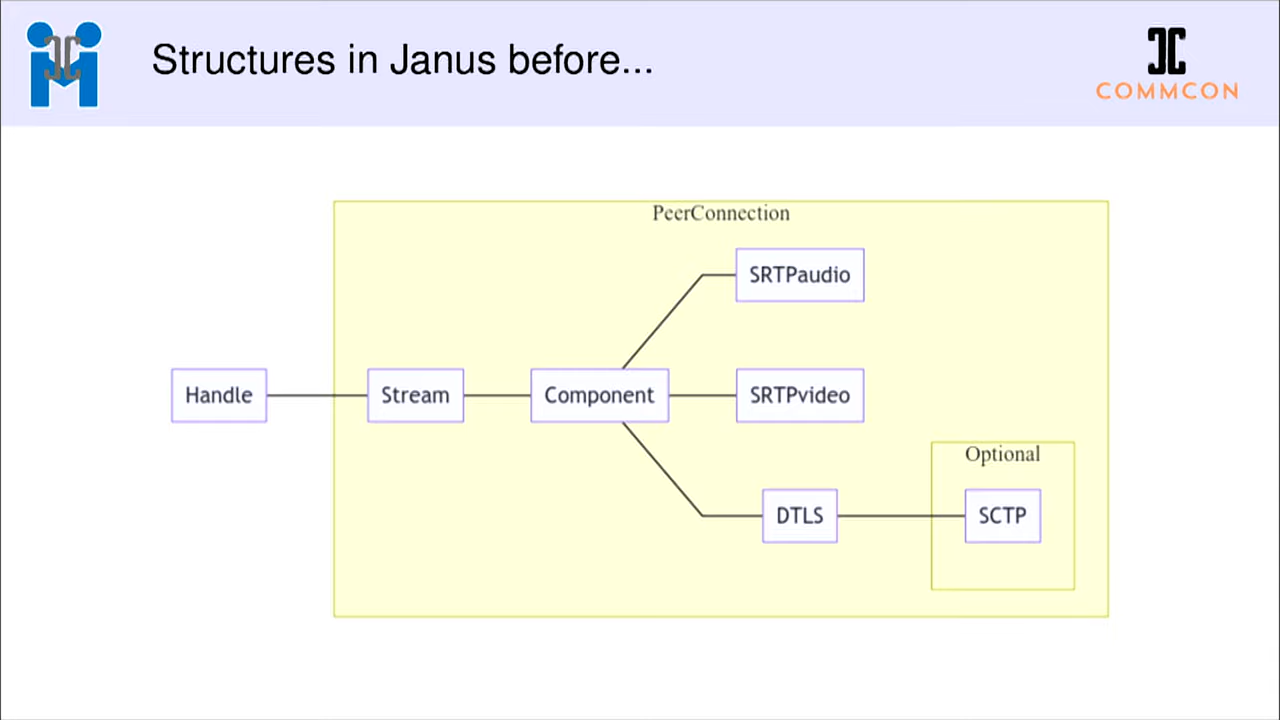 Structures in Janus before...
COMMCON
PeerConnection
SRTPaudio
Handle
Stream
Component
SRTPvideo
Optional
DTLS
SCTP